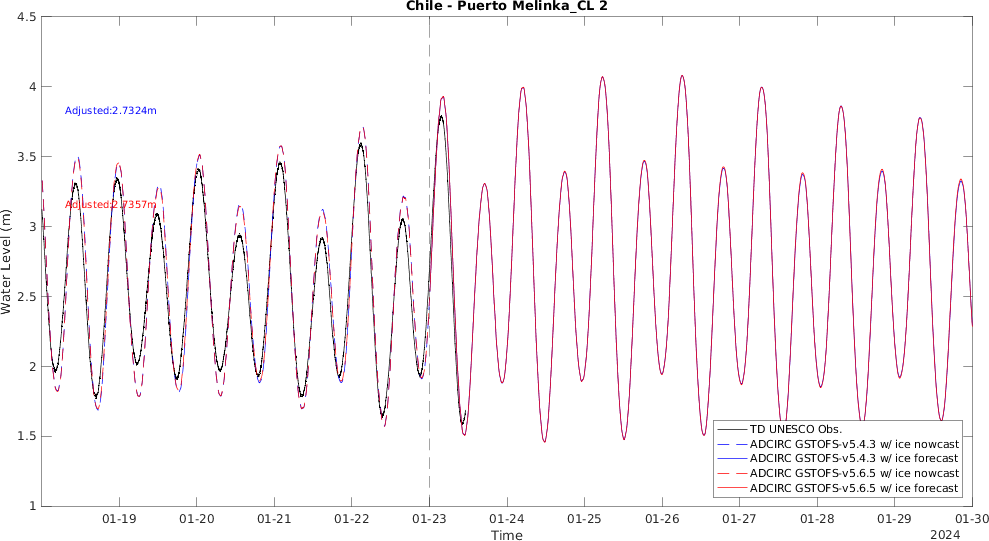 Chile - Puerto Melinka_CL 2
Water Level (m)
4.5
4
3.5
3
2.5
2
1.5
1
Adjusted:2.7324m
Adjusted:2.7357m
TD UNESCO Obs.
ADCIRC GSTOFS-v5.4.3 w/ ice nowcast
ADCIRC GSTOFS-v5.4.3 w/ ice forecast
ADCIRC GSTOFS-v5.6.5 w/ ice nowcast
ADCIRC GSTOFS-v5.6.5 w/ ice forecast
01-19 01-20 01-21 01-22 01-23 01-24 01-25 01-26 01-27 01-28 01-29 01-30
Time
2024